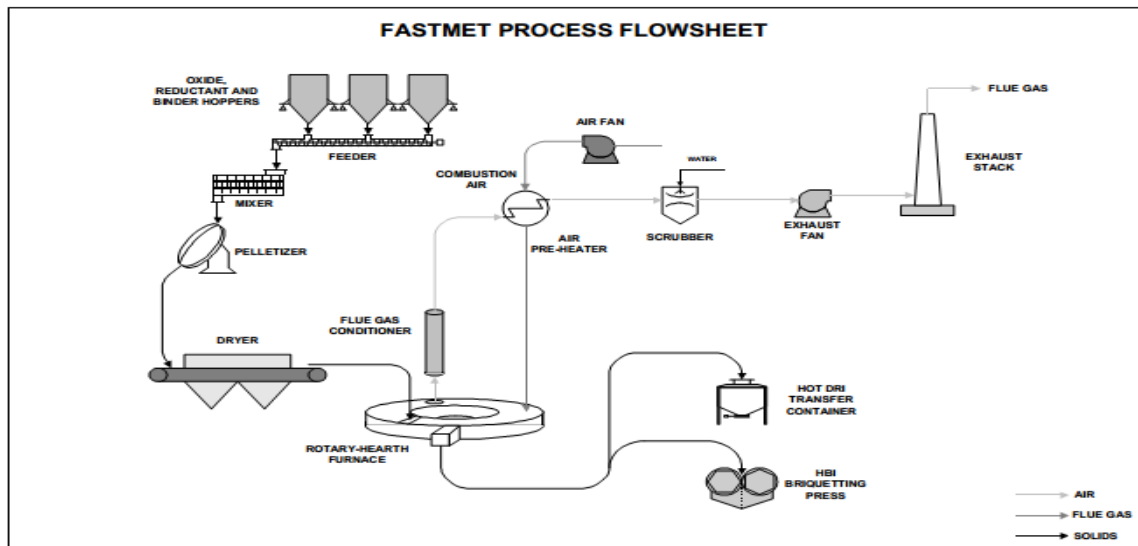 FASTMET PROCESS FLOWSHEET
OXIDE,
REDUCTANT AND
BINDER HOPPERS
FEEDER
MIXER
PELLETIZER
DRYER
AIR FAN
COMBUSTION
AIR
AIR
PRE-HEATER
WATER
SCRUBBER
EXHAUST
FAN
FLUE GAS
EXHAUST
STACK
FLUE GAS
CONDITIONER
ROTARY-HEARTH
FURNACE
HOT DRI
TRANSFER
CONTAINER
HBI
BRIQUETTING
PRESS
AIR
FLUE GAS
SOLIDS